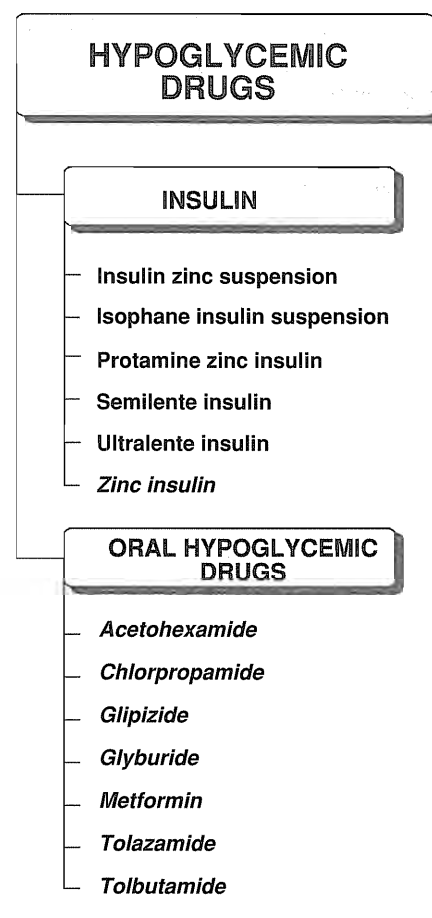 HYPOGLYCEMIC
DRUGS
INSULIN
Insulin zinc suspension
Isophane insulin suspension
Protamine zinc insulin
Semilente insulin
Ultralente insulin
Zinc insulin
ORAL HYPOGLYCEMIC
DRUGS
Acetohexamide
Chlorpropamide
Glipizide
Glyburide
Metformin
Tolazamide
Tolbutamide